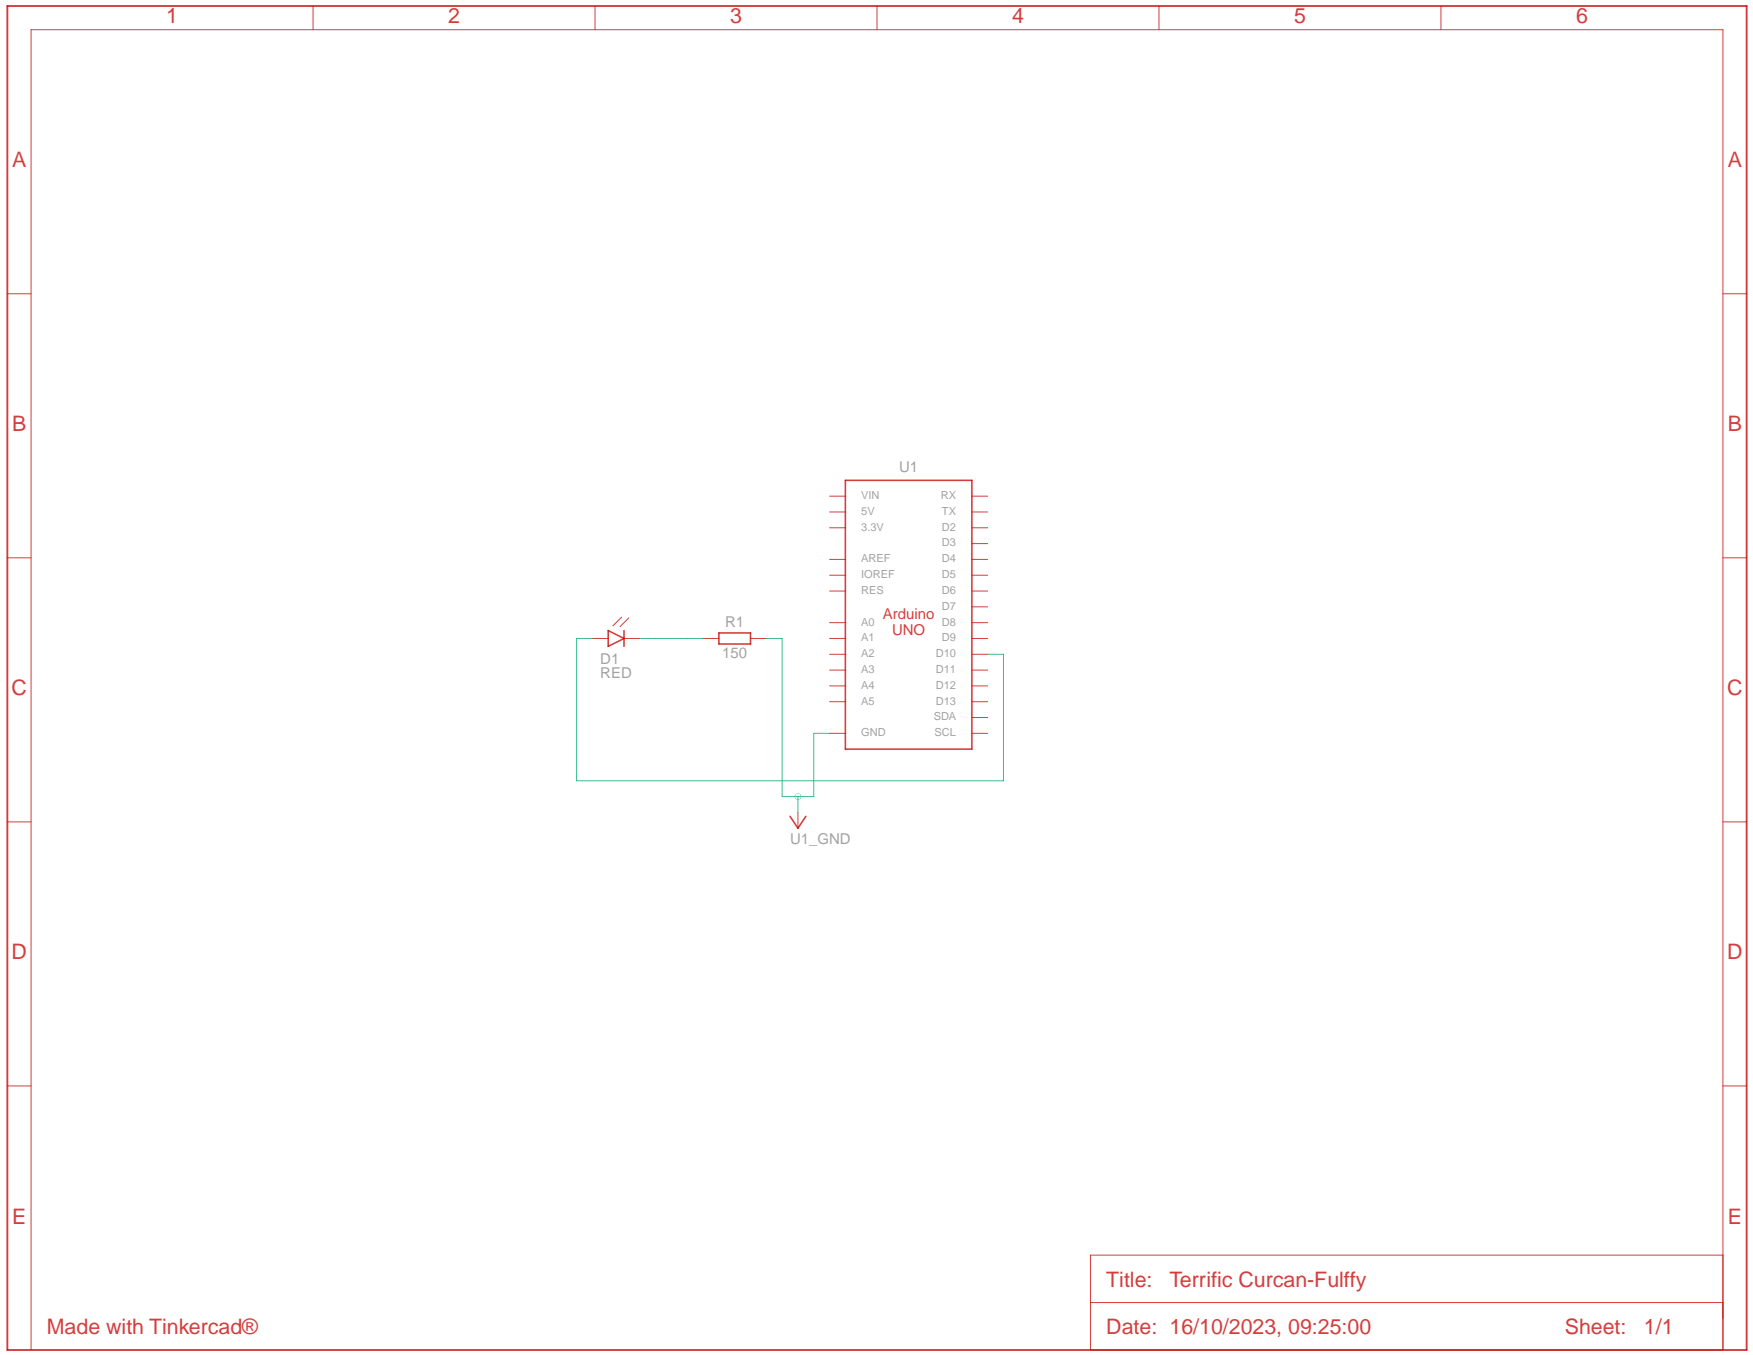 1 2 3 4 5 6
A A
B B
U1
VIN RX
5V TX
3.3V D2
D3
AREF D4
IOREF D5
RES D6
D7
Arduino
UNO
A0 D8
A1 D9
A2 D10
A3 D11
A4 D12
A5 D13
SDA
GND SCL
R1
150
D1
RED
C C
U1_GND
D D
E E
Title: Terrific Curcan-Fulffy
Made with Tinkercad®
Date: 16/10/2023, 09:25:00 Sheet: 1/1